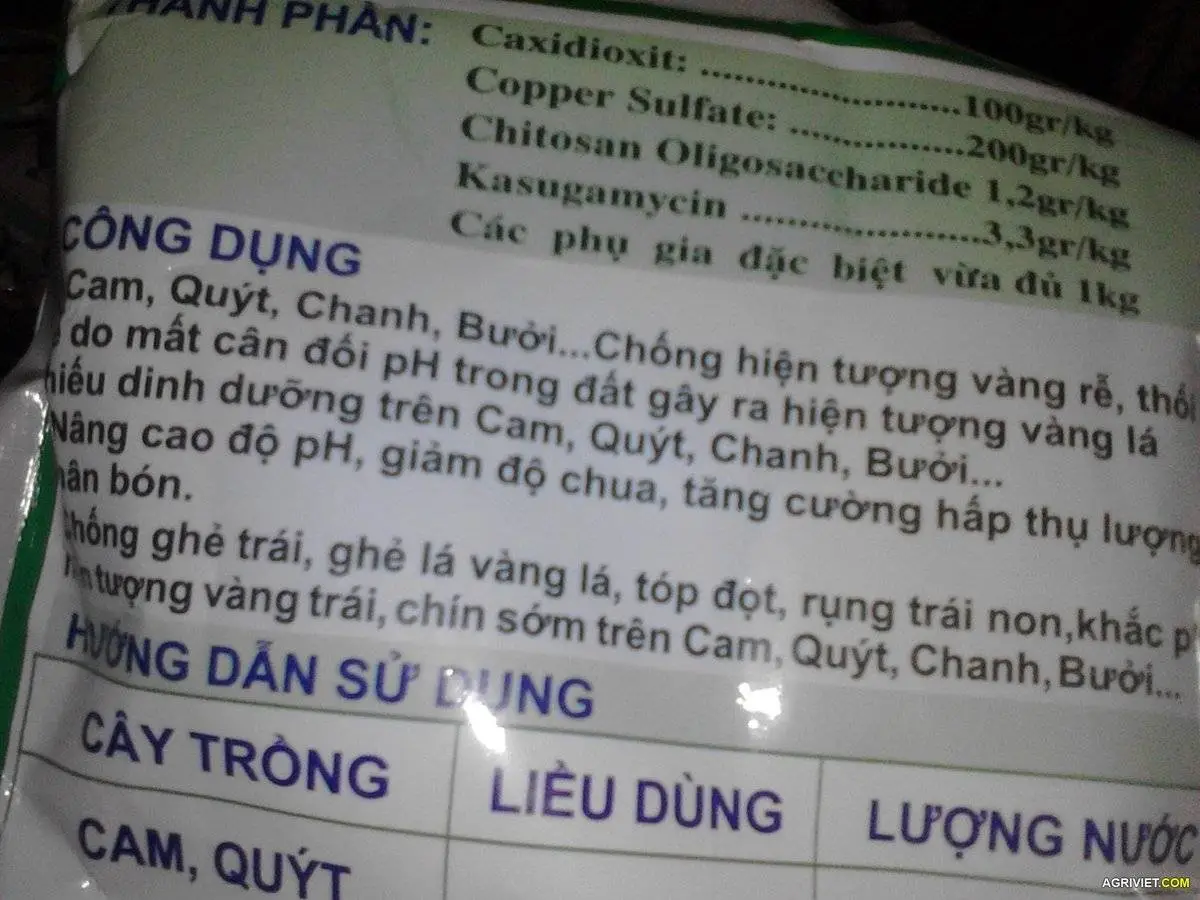 THÀNH PHẦN: Caxidioxit: ........................100gr/kg
Copper Sulfate: ................200gr/kg
Chitosan Oligosaccharide 1,2gr/kg
Kasugamycin ......................3,3gr/kg
Các phụ gia đặc biệt vừa đủ 1kg
CÔNG DỤNG
Cam, Quýt, Chanh, Bưởi...Chống hiện tượng vàng rễ, thối
do mất cân đối pH trong đất gây ra hiện tượng vàng lá
hiếu dinh dưỡng trên Cam, Quýt, Chanh, Bưởi...
Nâng cao độ pH, giảm độ chua, tăng cường hấp thụ lượng
hân bón.
Chống ghẻ trái, ghẻ lá vàng lá, tóp đọt, rụng trái non,khắc p
tượng vàng trái, chín sớm trên Cam, Quýt, Chanh, Bưởi...
HƯỚNG DẪN SỬ DỤNG
CÂY TRỒNG LIỀU DÙNG LƯỢNG NƯỚC
CAM, QUÝT
AGRIVIET.COM